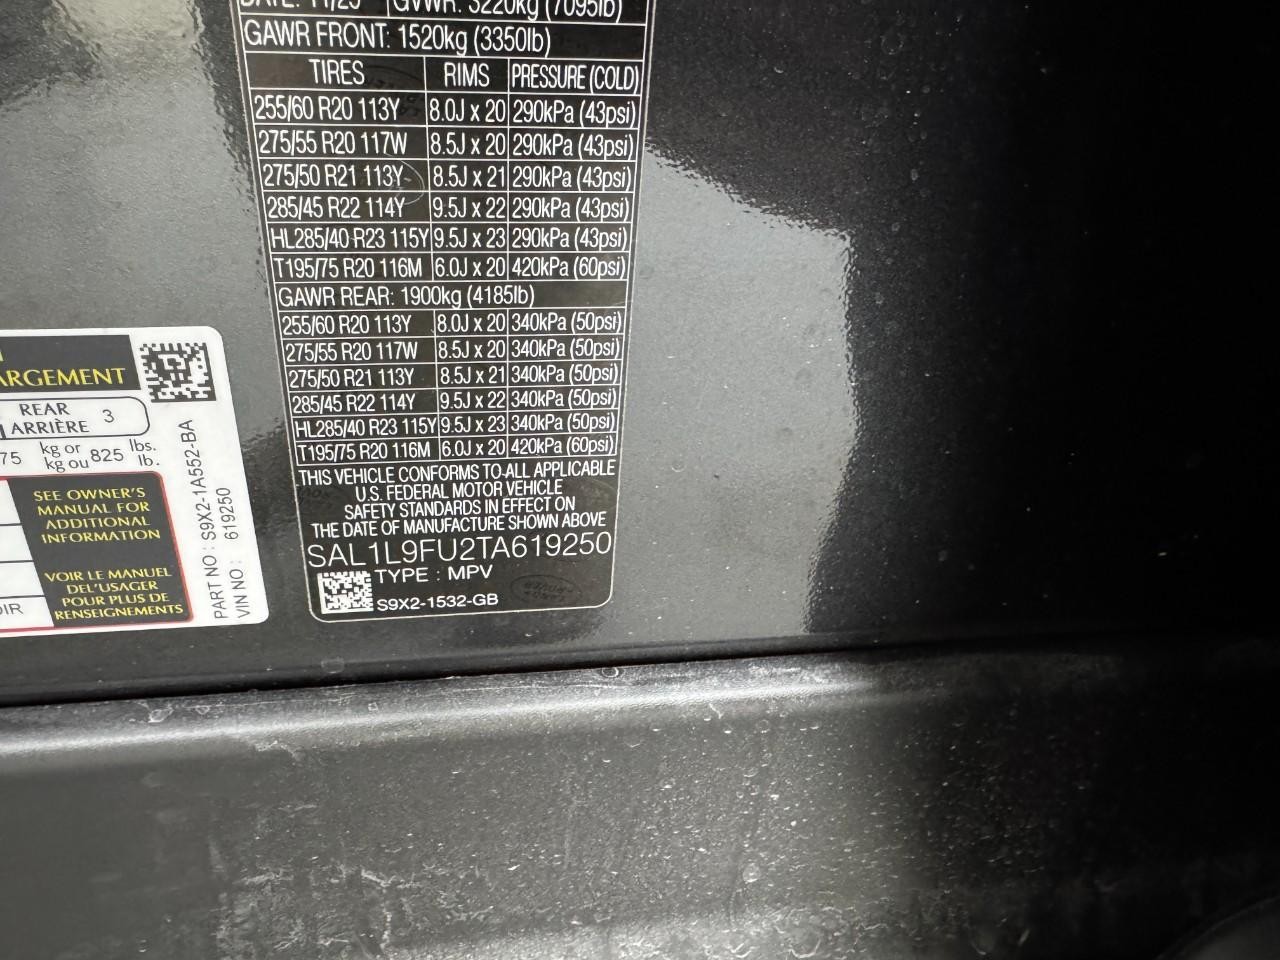 DATE: 11/25 GVWR: 3220kg (7095lb)
GAWR FRONT: 1520kg (3350lb)
TIRES RIMS PRESSURE (COLD)
255/60 R20 113Y 8.0J x 20 290kPa (43psi)
275/55 R20 117W 8.5J x 20 290kPa (43psi)
275/50 R21 113Y 8.5J x 21 290kPa (43psi)
285/45 R22 114Y 9.5J x 22 290kPa (43psi)
HL285/40 R23 115Y 9.5J x 23 290kPa (43psi)
T195/75 R20 116M 6.0J x 20 420kPa (60psi)
GAWR REAR: 1900kg (4185lb)
255/60 R20 113Y 8.0J x 20 340kPa (50psi)
275/55 R20 117W 8.5J x 20 340kPa (50psi)
275/50 R21 113Y 8.5J x 21 340kPa (50psi)
285/45 R22 114Y 9.5J x 22 340kPa (50psi)
HL285/40 R23 115Y 9.5J x 23 340kPa (50psi)
T195/75 R20 116M 6.0J x 20 420kPa (60psi)
THIS VEHICLE CONFORMS TO ALL APPLICABLE
U.S. FEDERAL MOTOR VEHICLE
SAFETY STANDARDS IN EFFECT ON
THE DATE OF MANUFACTURE SHOWN ABOVE
SAL1L9FU2TA619250
TYPE : MPV
S9X2-1532-GB
ARGEMENT
REAR
ARRIÈRE 3
75 kg or 825 lbs.
kg ou lb.
SEE OWNER'S
MANUAL FOR
ADDITIONAL
INFORMATION
VOIR LE MANUEL
DEL'USAGER
POUR PLUS DE
RENSEIGNEMENTS
OIR
PART NO : S9X2-1A552-BA
VIN NO : 619250